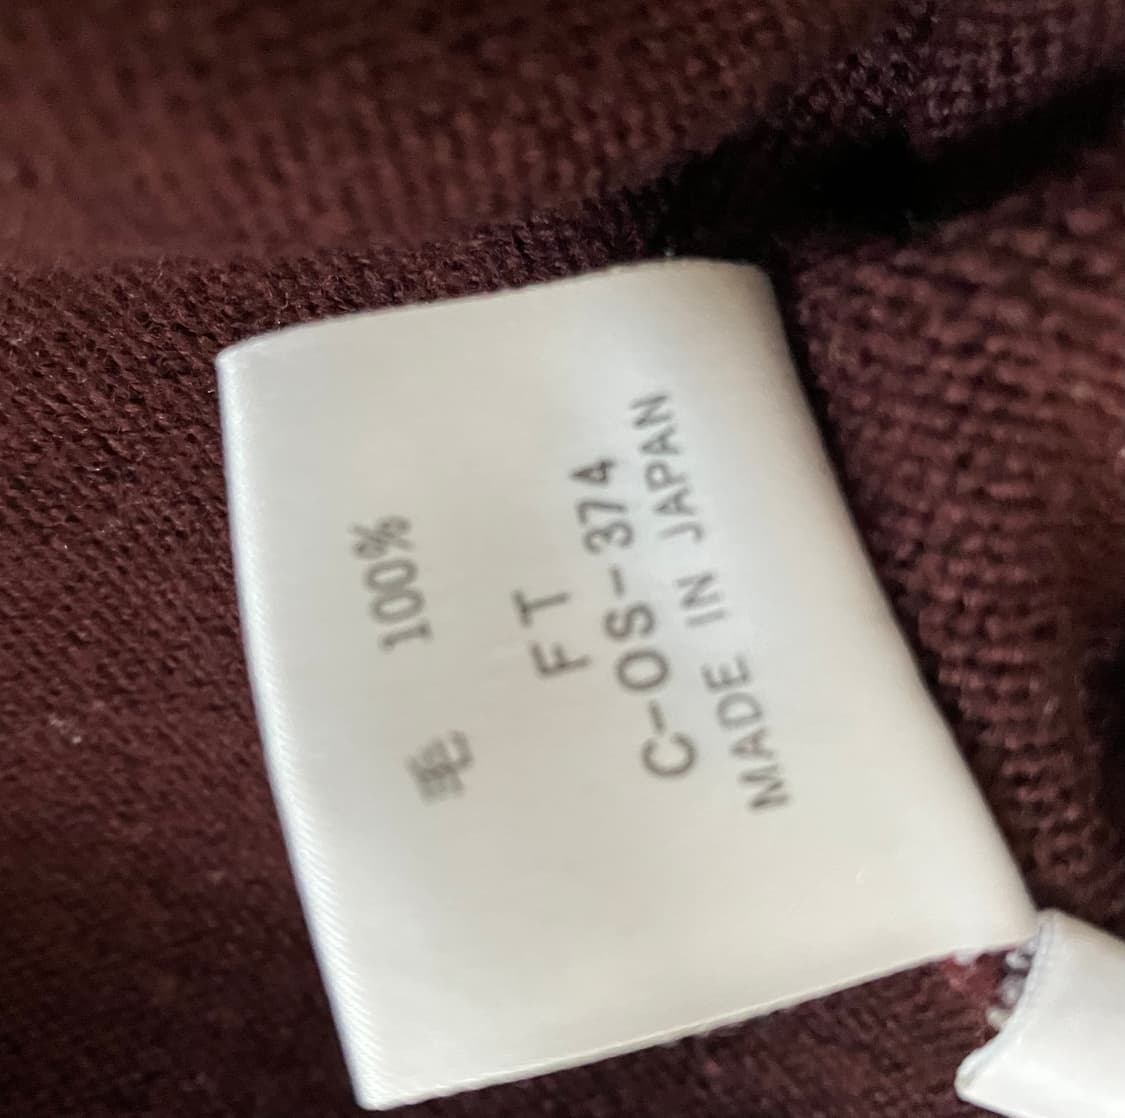 毛 100%
FT
C-OS-374
MADE IN JAPAN